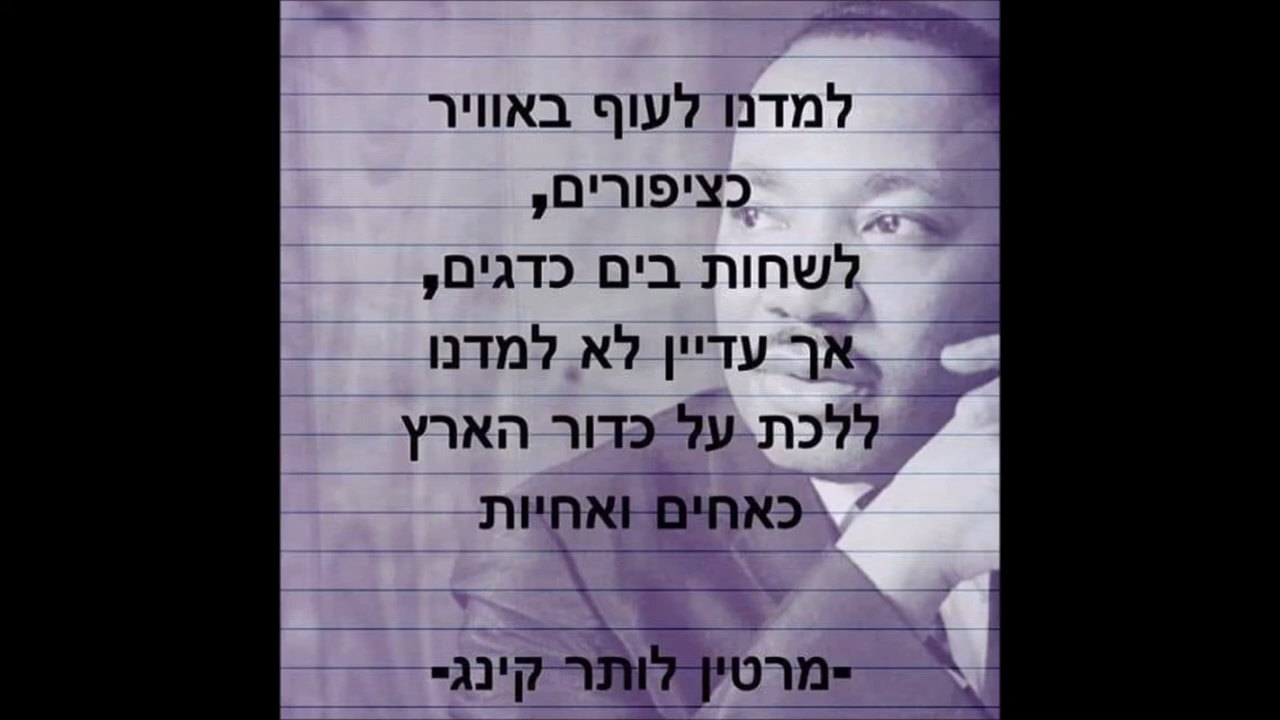 למדנו לעוף באוויר
כציפורים,
לשחות בים כדגים,
אך עדיין לא למדנו
ללכת על כדור הארץ
כאחים ואחיות
-מרטין לותר קינג-